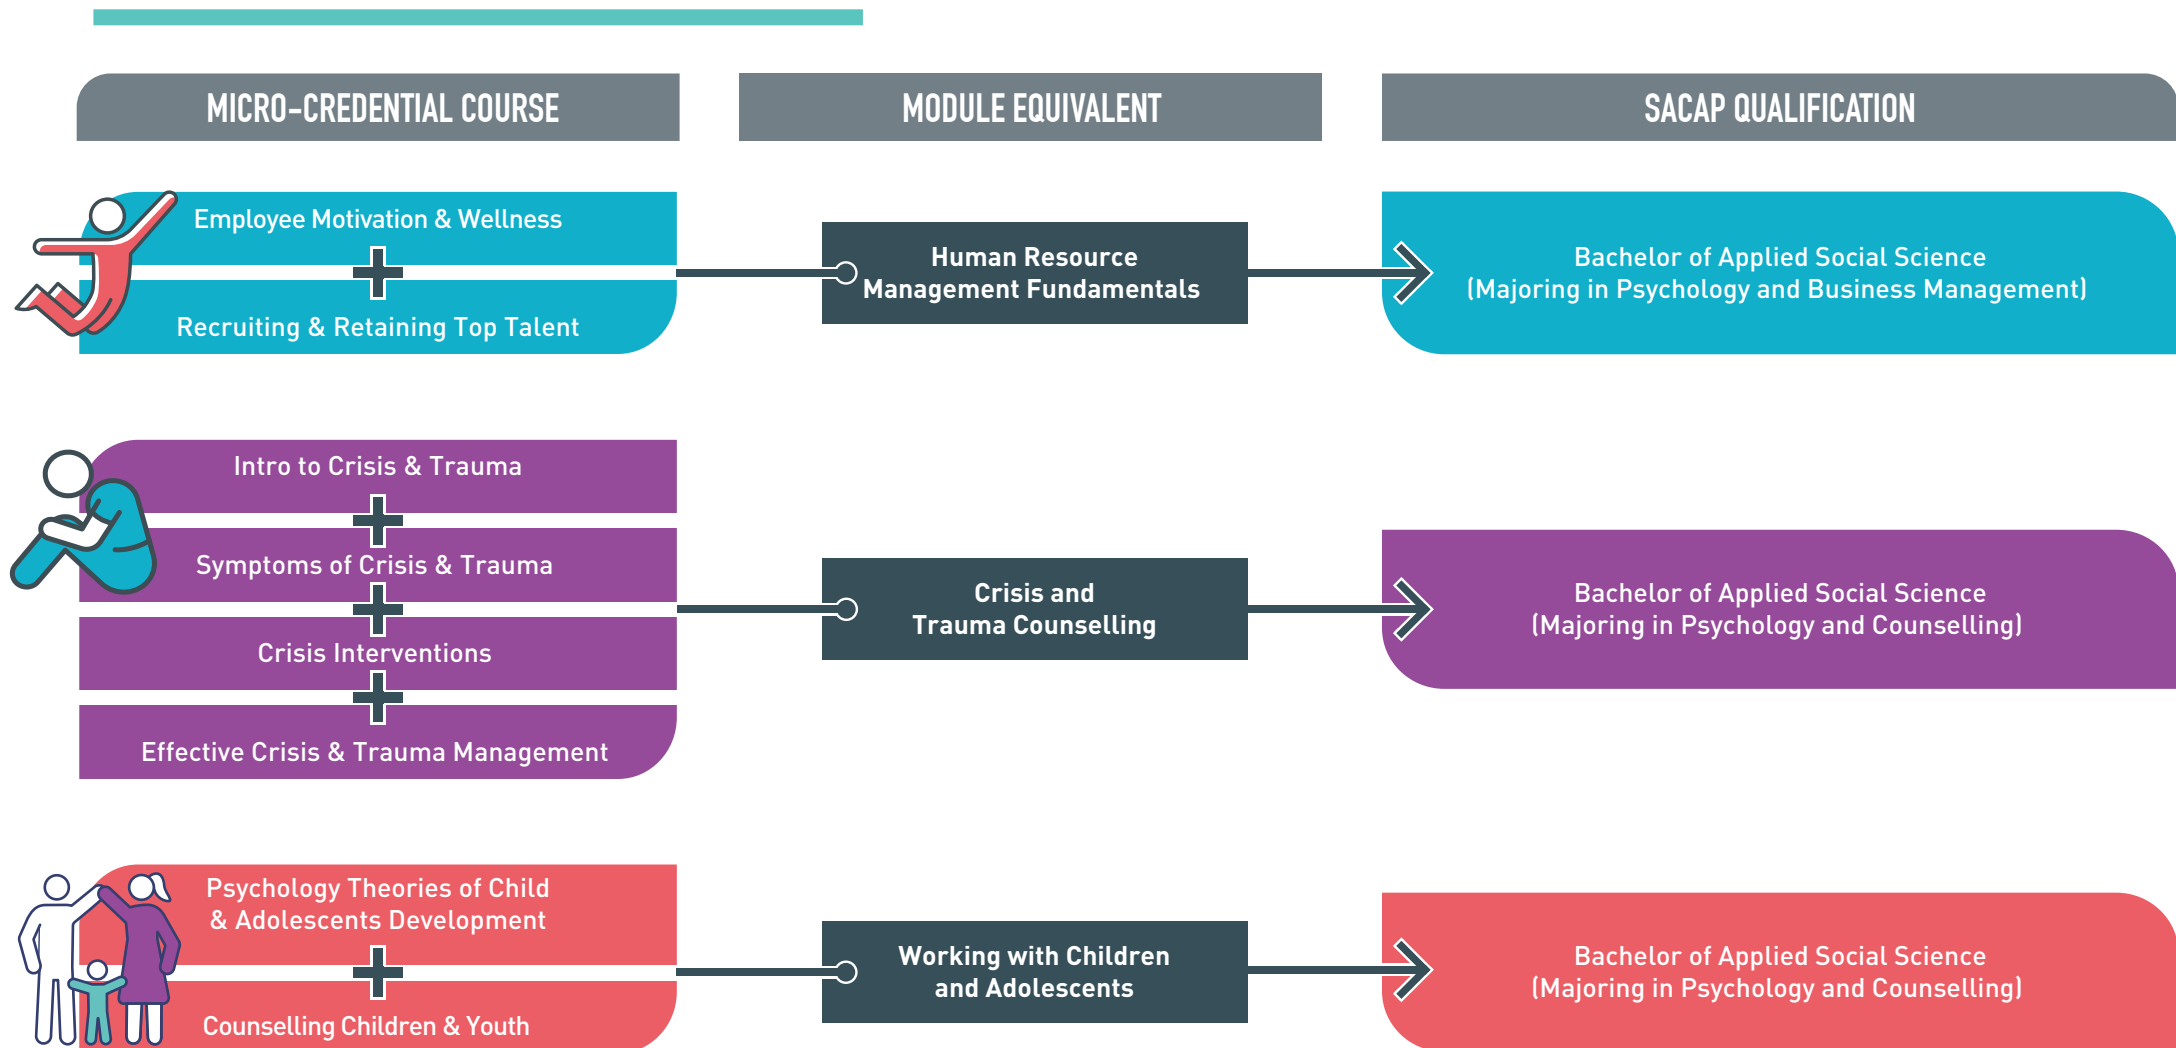 MICRO-CREDENTIAL COURSE
MODULE EQUIVALENT
SACAP QUALIFICATION
Employee Motivation & Wellness
Recruiting & Retaining Top Talent
Human Resource
Management Fundamentals
Bachelor of Applied Social Science
(Majoring in Psychology and Business Management)
Intro to Crisis & Trauma
Symptoms of Crisis & Trauma
Crisis Interventions
Effective Crisis & Trauma Management
Crisis and
Trauma Counselling
Bachelor of Applied Social Science
(Majoring in Psychology and Counselling)
Psychology Theories of Child
& Adolescents Development
Counselling Children & Youth
Working with Children
and Adolescents
Bachelor of Applied Social Science
(Majoring in Psychology and Counselling)